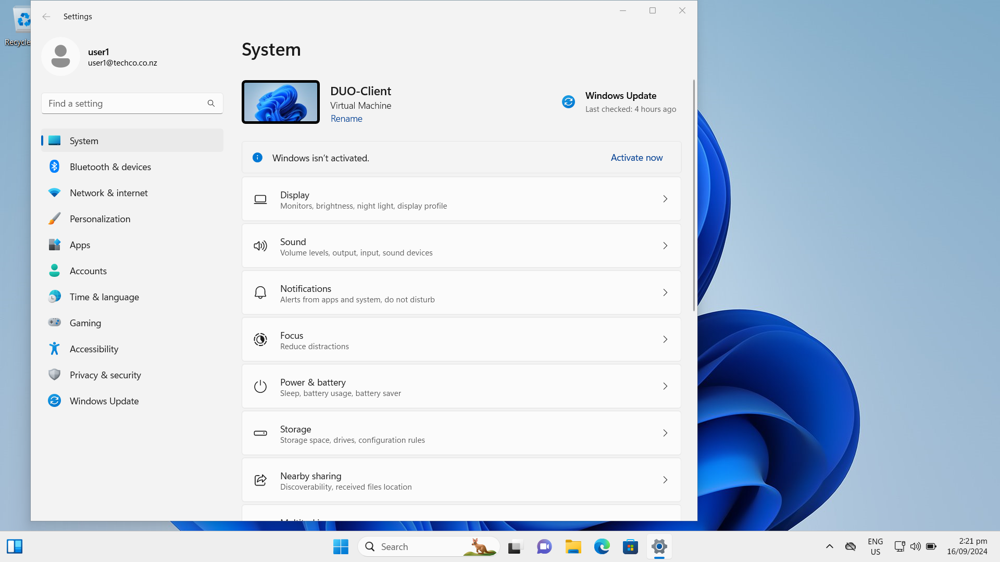 Recycle
Settings
user1
user1@techco.co.nz
Find a setting
System
Bluetooth & devices
Network & internet
Personalization
Apps
Accounts
Time & language
Gaming
Accessibility
Privacy & security
Windows Update
System
DUO-Client
Virtual Machine
Rename
Windows Update
Last checked: 4 hours ago
Windows isn't activated.
Activate now
Display
Monitors, brightness, night light, display profile
Sound
Volume levels, output, input, sound devices
Notifications
Alerts from apps and system, do not disturb
Focus
Reduce distractions
Power & battery
Sleep, battery usage, battery saver
Storage
Storage space, drives, configuration rules
Nearby sharing
Discoverability, received files location
Search
ENG
US
2:21 pm
16/09/2024